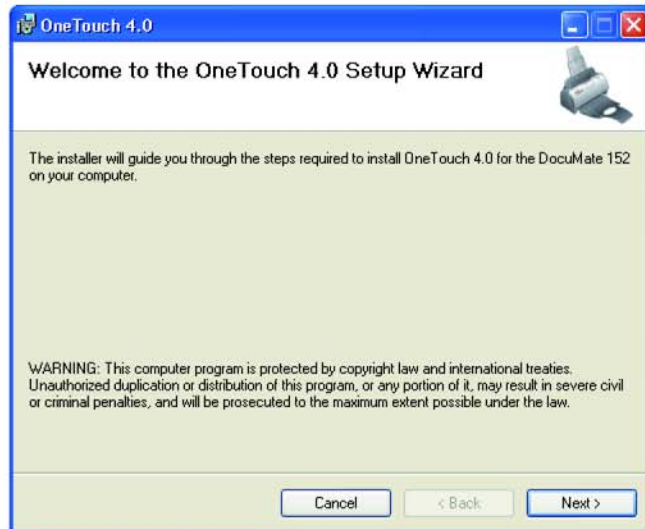 OneTouch 4.0
Welcome to the OneTouch 4.0 Setup Wizard
The installer will guide you through the steps required to install OneTouch 4.0 for the DocuMate 152
on your computer.
WARNING: This computer program is protected by copyright law and international treaties.
Unauthorized duplication or distribution of this program, or any portion of it, may result in severe civil
or criminal penalties, and will be prosecuted to the maximum extent possible under the law.
Cancel < Back Next >